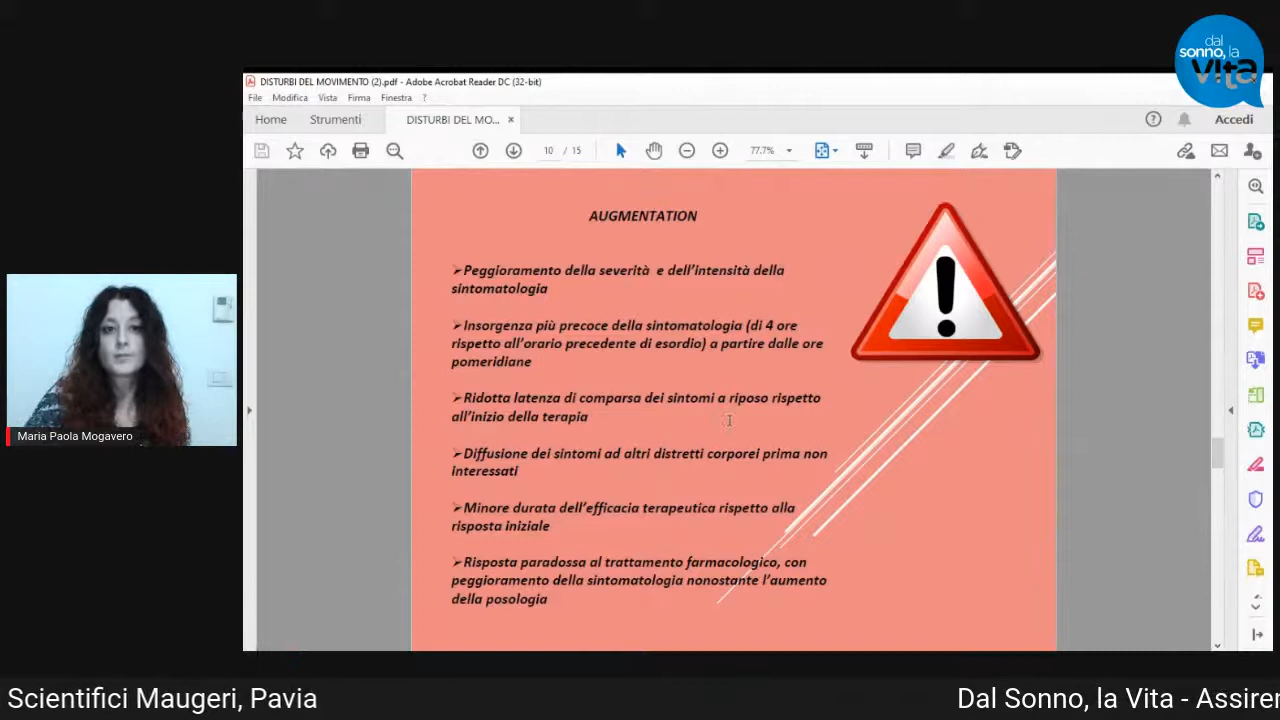 dal
sonno, la
vita
DISTURBI DEL MOVIMENTO (2).pdf - Adobe Acrobat Reader DC (32-bit)
File Modifica Vista Firma Finestra ?
Home Strumenti DISTURBI DEL MO... × Accedi
10 / 15 77.7%
AUGMENTATION
➢Peggioramento della severità e dell'intensità della
sintomatologia
➢Insorgenza più precoce della sintomatologia (di 4 ore
rispetto all'orario precedente di esordio) a partire dalle ore
pomeridiane
➢Ridotta latenza di comparsa dei sintomi a riposo rispetto
all'inizio della terapia
➢Diffusione dei sintomi ad altri distretti corporei prima non
interessati
➢Minore durata dell'efficacia terapeutica rispetto alla
risposta iniziale
➢Risposta paradossa al trattamento farmacologico, con
peggioramento della sintomatologia nonostante l'aumento
della posologia
Maria Paola Mogavero
Scientifici Maugeri, Pavia
Dal Sonno, la Vita - Assirem